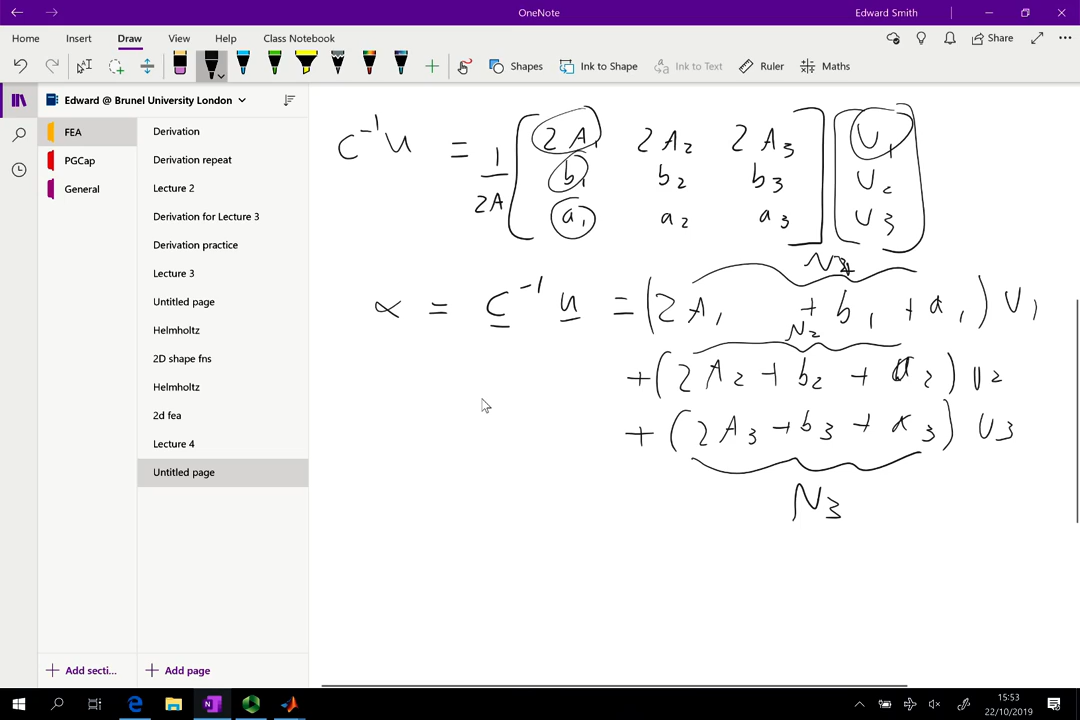 OneNote
Edward Smith
Home Insert Draw View Help Class Notebook
Share
Shapes Ink to Shape Ink to Text Ruler Maths
Edward @ Brunel University London
FEA
PGCap
General
Derivation
Derivation repeat
Lecture 2
Derivation for Lecture 3
Derivation practice
Lecture 3
Untitled page
Helmholtz
2D shape fns
Helmholtz
2d fea
Lecture 4
Untitled page
Add secti...
Add page
C⁻¹u = 1/2A [2A₁ 2A₂ 2A₃] [U₁]
b₁ b₂ b₃ U₂
a₁ a₂ a₃ U₃
α = C⁻¹ u = (2A₁ + b₁ + a₁) U₁
N₂
+ (2A₂ + b₂ + a₂) U₂
+ (2A₃ + b₃ + a₃) U₃
N₃
15:53
22/10/2019